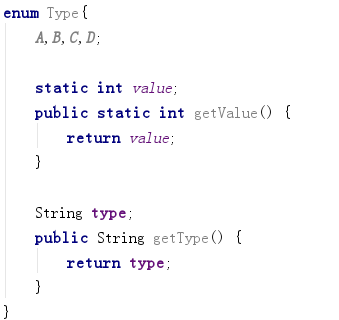 enum Type{
    A,B,C,D;

    static int value;
    public static int getValue() {
        return value;
    }

    String type;
    public String getType() {
        return type;
    }
}